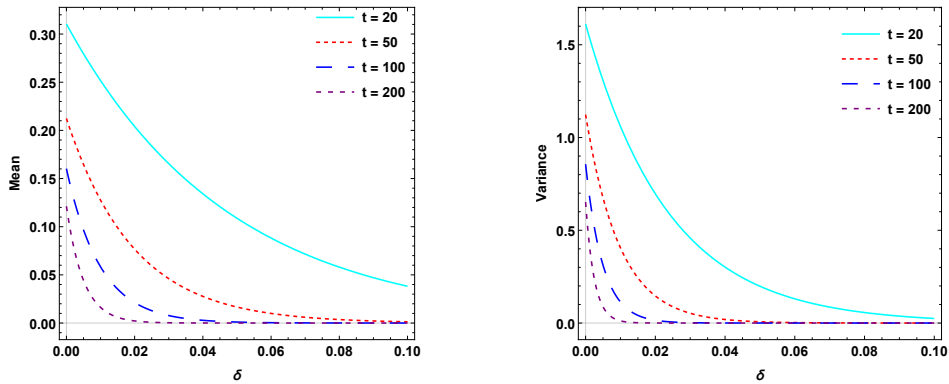 t = 20
t = 50
t = 100
t = 200
0.30
0.25
0.20
0.15
0.10
0.05
0.00
Mean
0.00 0.02 0.04 0.06 0.08 0.10
δ
t = 20
t = 50
t = 100
t = 200
1.5
1.0
0.5
0.0
Variance
0.00 0.02 0.04 0.06 0.08 0.10
δ